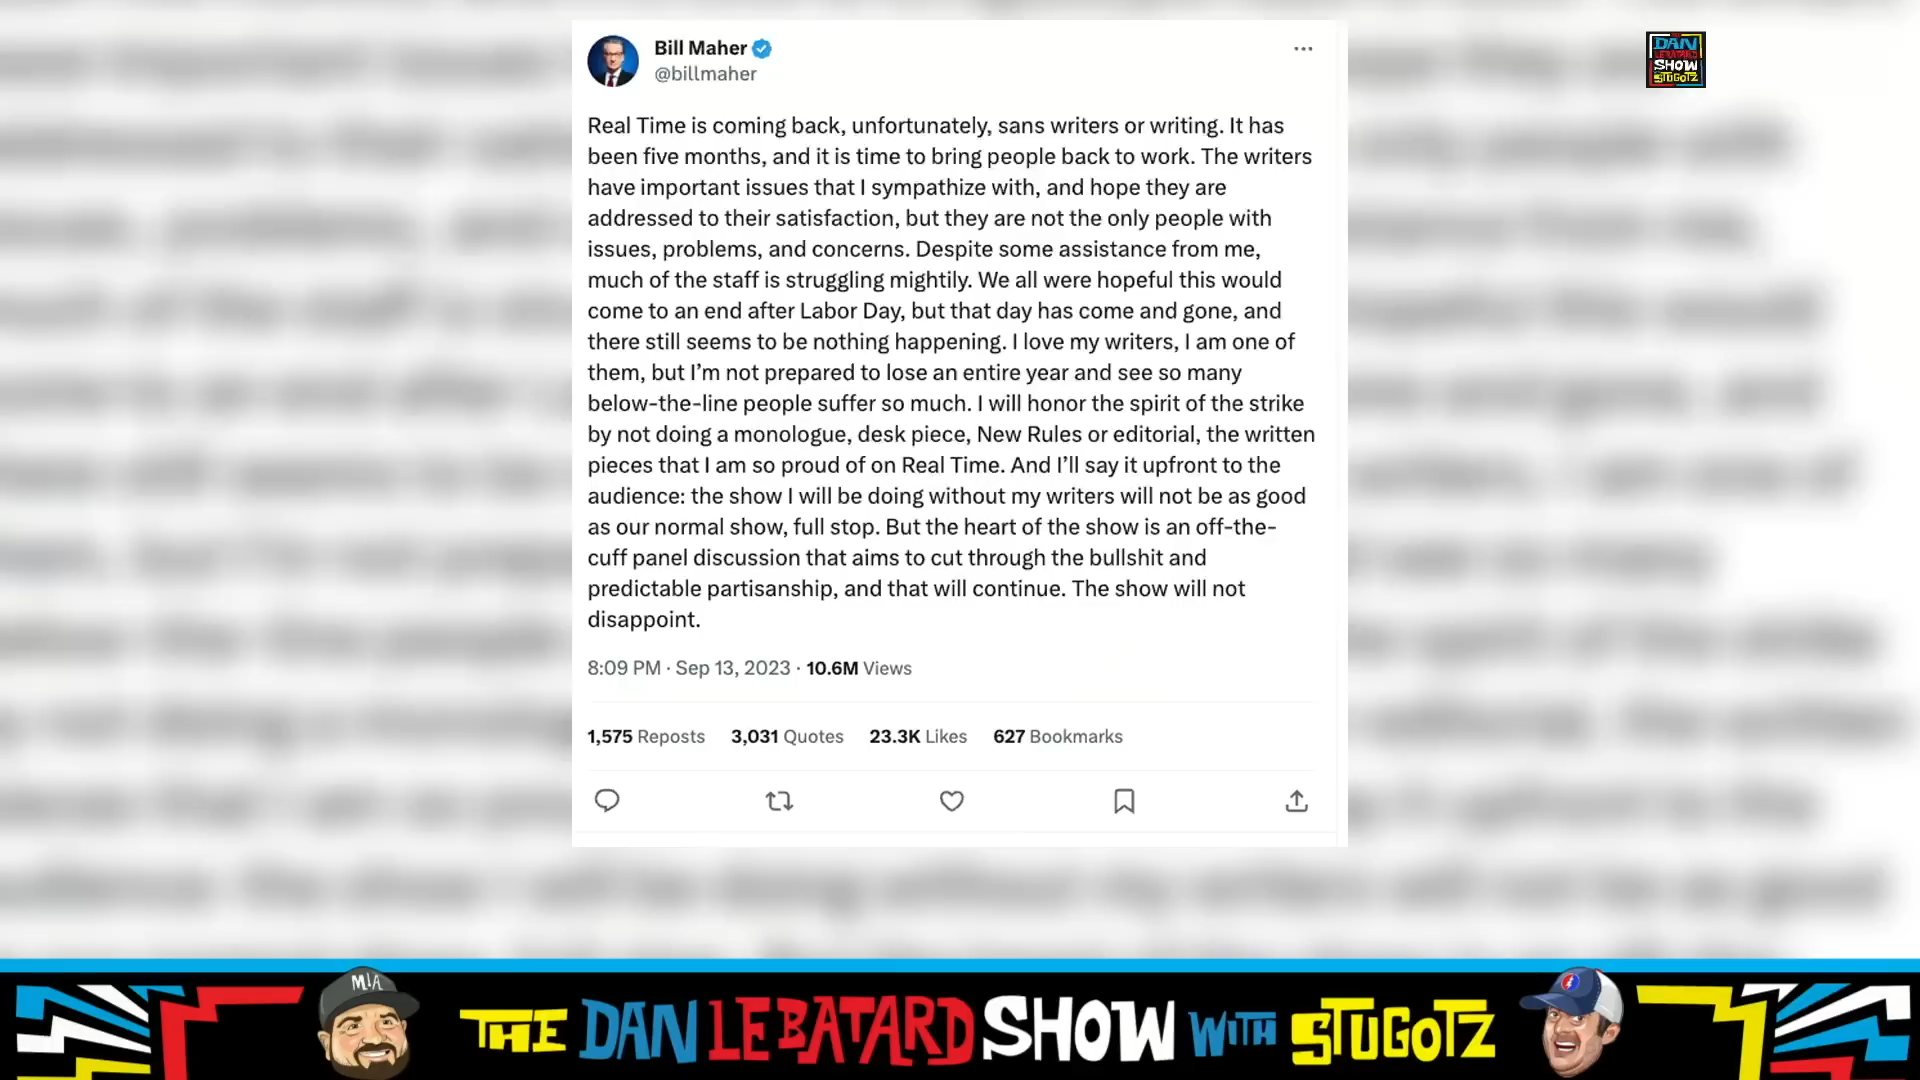 Bill Maher
@billmaher
DAN
LEBATARD
SHOW
STUGOTZ
Real Time is coming back, unfortunately, sans writers or writing. It has
been five months, and it is time to bring people back to work. The writers
have important issues that I sympathize with, and hope they are
addressed to their satisfaction, but they are not the only people with
issues, problems, and concerns. Despite some assistance from me,
much of the staff is struggling mightily. We all were hopeful this would
come to an end after Labor Day, but that day has come and gone, and
there still seems to be nothing happening. I love my writers, I am one of
them, but I’m not prepared to lose an entire year and see so many
below-the-line people suffer so much. I will honor the spirit of the strike
by not doing a monologue, desk piece, New Rules or editorial, the written
pieces that I am so proud of on Real Time. And I’ll say it upfront to the
audience: the show I will be doing without my writers will not be as good
as our normal show, full stop. But the heart of the show is an off-the-
cuff panel discussion that aims to cut through the bullshit and
predictable partisanship, and that will continue. The show will not
disappoint.
8:09 PM · Sep 13, 2023 · 10.6M Views
1,575 Reposts 3,031 Quotes 23.3K Likes 627 Bookmarks
MIA
THE DAN LEBATARD SHOW WITH STUGOTZ